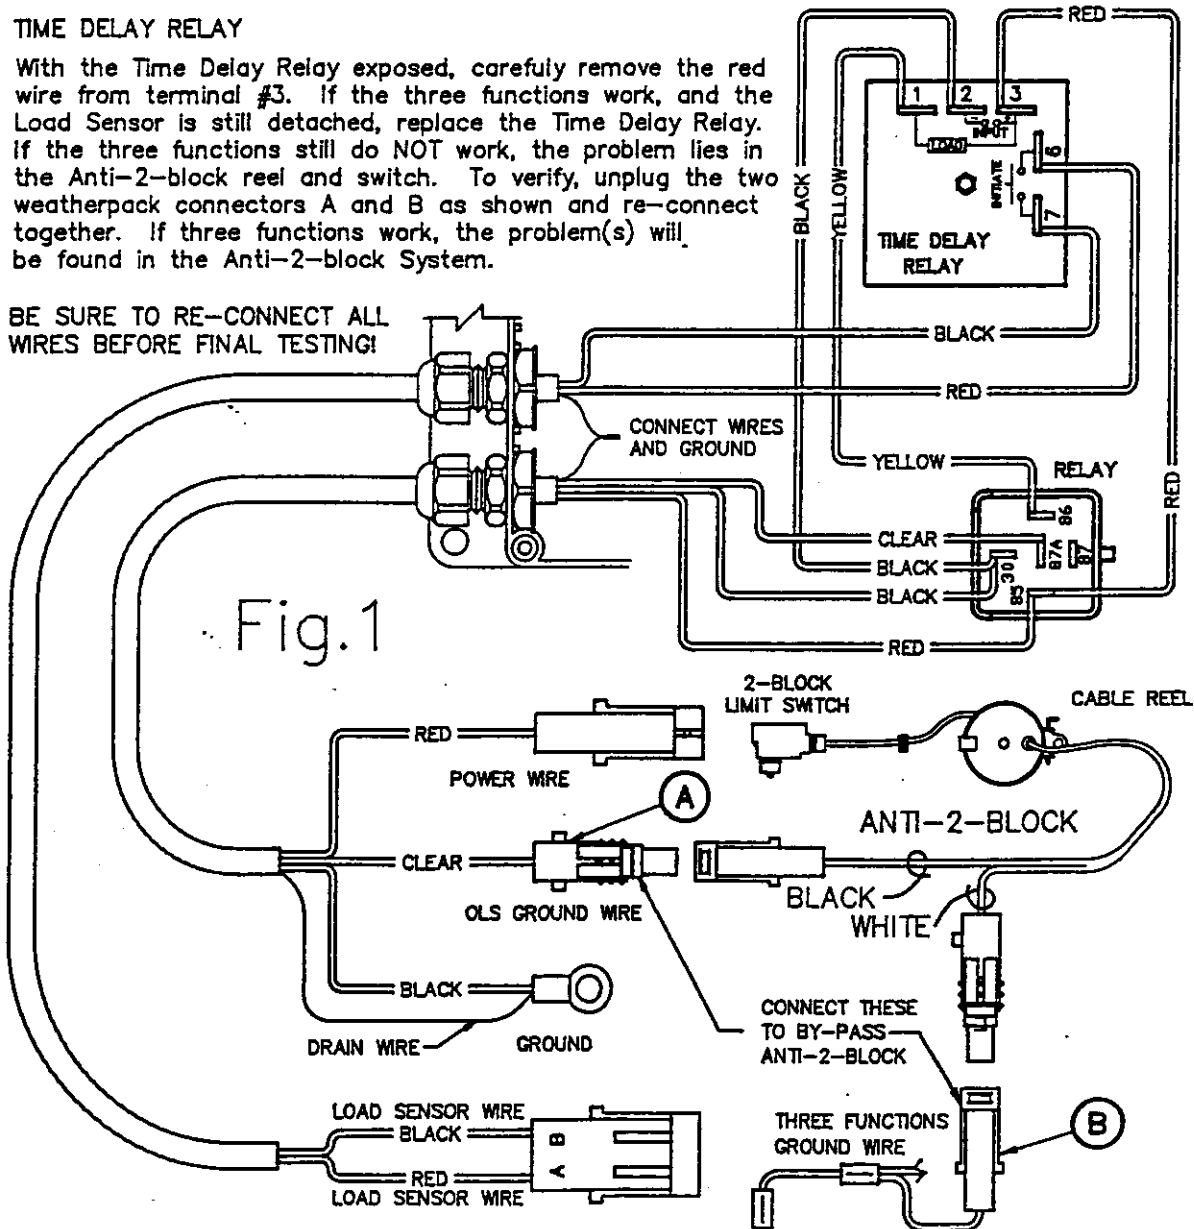 TIME DELAY RELAY
With the Time Delay Relay exposed, carefuly remove the red
wire from terminal #3. If the three functions work, and the
Load Sensor is still detached, replace the Time Delay Relay.
If the three functions still do NOT work, the problem lies in
the Anti-2-block reel and switch. To verify, unplug the two
weatherpack connectors A and B as shown and re-connect
together. If three functions work, the problem(s) will
be found in the Anti-2-block System.
BE SURE TO RE-CONNECT ALL
WIRES BEFORE FINAL TESTING!
RED
BLACK
YELLOW
1 2 3
INPUT
LOAD
6
INITIATE
7
TIME DELAY
RELAY
BLACK
RED
CONNECT WIRES
AND GROUND
YELLOW
RELAY
RED
86
CLEAR
87A
87
BLACK
30
BLACK
85
RED
Fig.1
RED
POWER WIRE
2-BLOCK
LIMIT SWITCH
CABLE REEL
A
ANTI-2-BLOCK
CLEAR
OLS GROUND WIRE
BLACK
WHITE
BLACK
DRAIN WIRE
GROUND
CONNECT THESE
TO BY-PASS
ANTI-2-BLOCK
LOAD SENSOR WIRE
BLACK
B
A
RED
LOAD SENSOR WIRE
THREE FUNCTIONS
GROUND WIRE
B